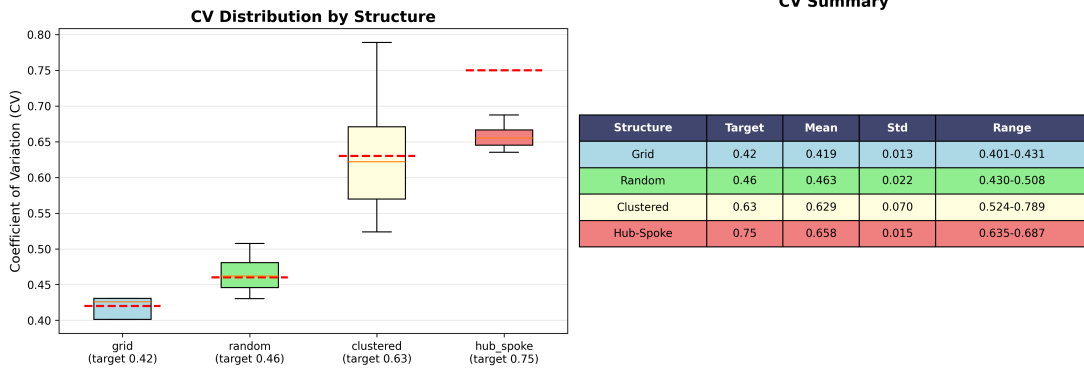 CV Distribution by Structure
Coefficient of Variation (CV)
0.80
0.75
0.70
0.65
0.60
0.55
0.50
0.45
0.40
grid
(target 0.42)
random
(target 0.46)
clustered
(target 0.63)
hub_spoke
(target 0.75)
CV Summary
Structure Target Mean Std Range
Grid 0.42 0.419 0.013 0.401-0.431
Random 0.46 0.463 0.022 0.430-0.508
Clustered 0.63 0.629 0.070 0.524-0.789
Hub-Spoke 0.75 0.658 0.015 0.635-0.687